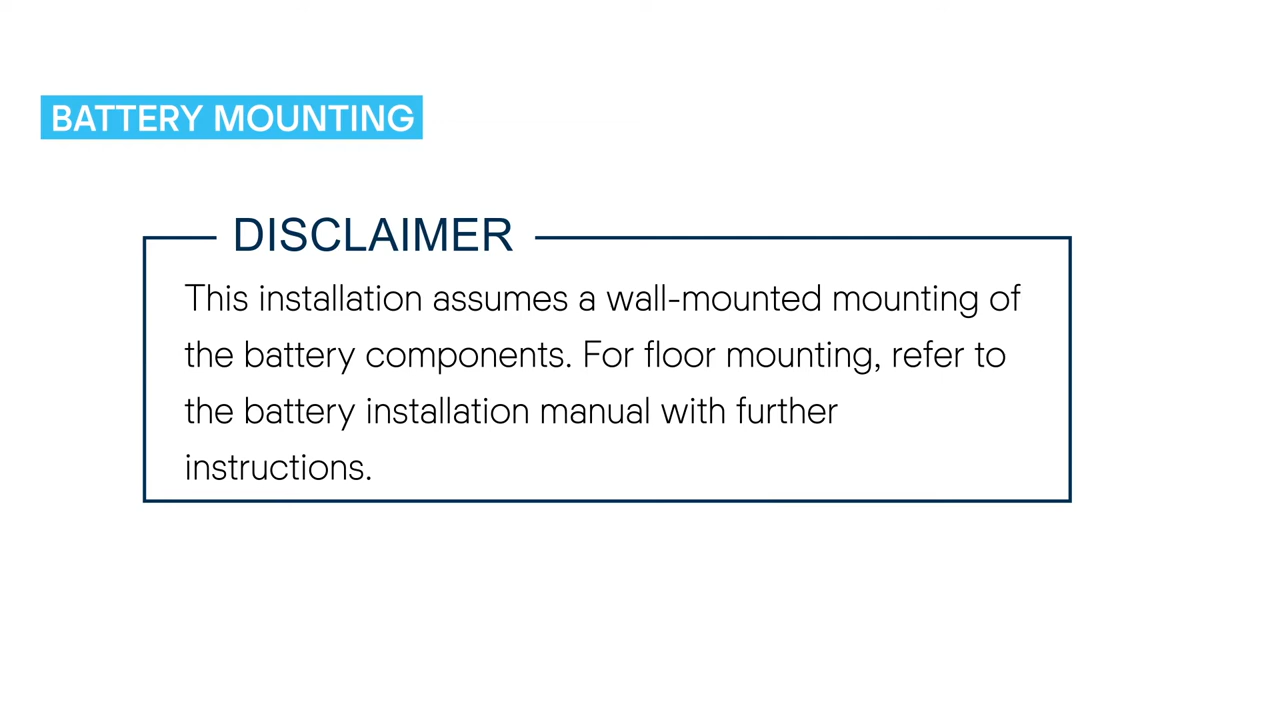 BATTERY MOUNTING
DISCLAIMER
This installation assumes a wall-mounted mounting of
the battery components. For floor mounting, refer to
the battery installation manual with further
instructions.